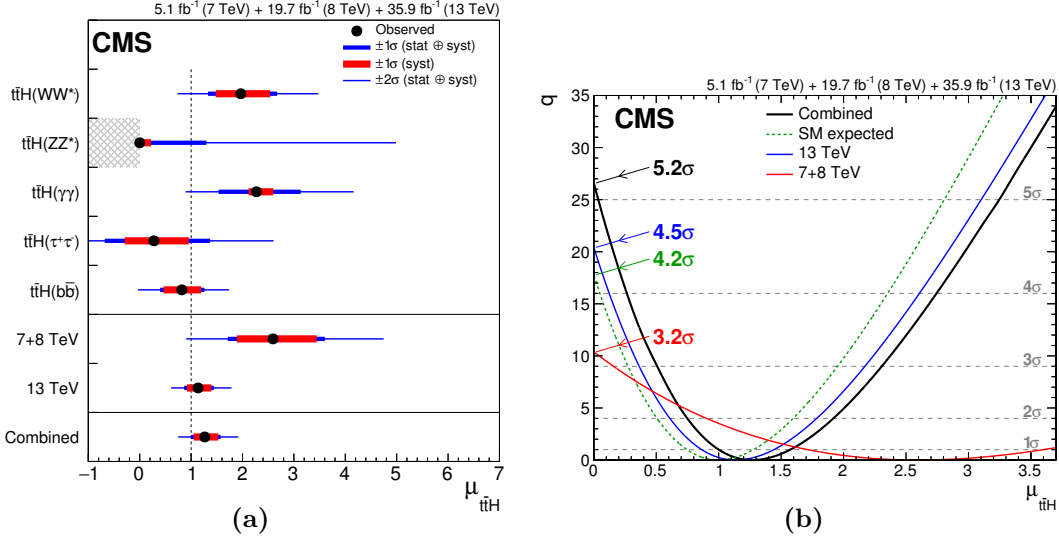 5.1 fb⁻¹ (7 TeV) + 19.7 fb⁻¹ (8 TeV) + 35.9 fb⁻¹ (13 TeV)
CMS
Observed
±1σ (stat ⊕ syst)
±1σ (syst)
±2σ (stat ⊕ syst)
tt̄H(WW*)
tt̄H(ZZ*)
tt̄H(γγ)
tt̄H(τ⁺τ⁻)
tt̄H(bb̄)
7+8 TeV
13 TeV
Combined
−1 0 1 2 3 4 5 6 7
μ tt̄H
(a)
5.1 fb⁻¹ (7 TeV) + 19.7 fb⁻¹ (8 TeV) + 35.9 fb⁻¹ (13 TeV)
q
35
30
25
20
15
10
5
0
CMS
Combined
SM expected
13 TeV
7+8 TeV
5.2σ
4.5σ
4.2σ
3.2σ
5σ
4σ
3σ
2σ
1σ
0 0.5 1 1.5 2 2.5 3 3.5
μ tt̄H
(b)